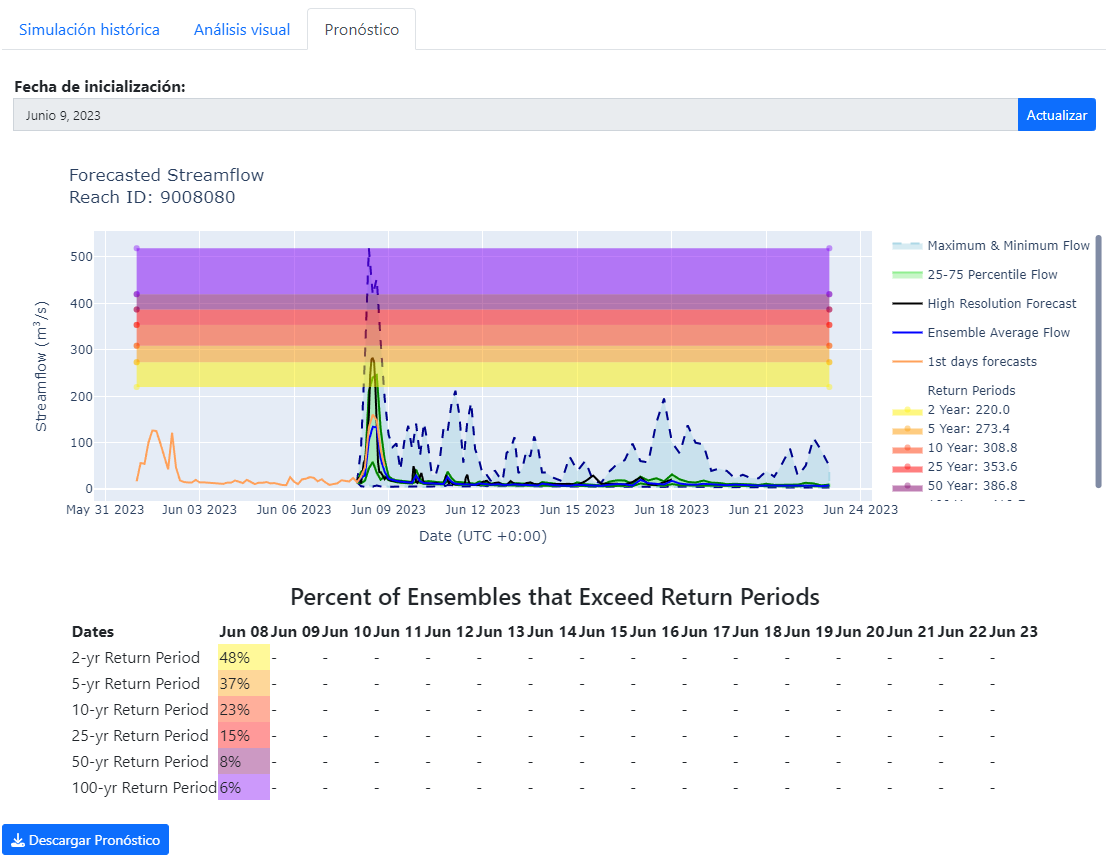 Simulación histórica Análisis visual Pronóstico
Fecha de inicialización:
Junio 9, 2023 Actualizar
Forecasted Streamflow
Reach ID: 9008080
500
400
300
200
100
0
Streamflow (m³/s)
May 31 2023 Jun 03 2023 Jun 06 2023 Jun 09 2023 Jun 12 2023 Jun 15 2023 Jun 18 2023 Jun 21 2023 Jun 24 2023
Date (UTC +0:00)
Maximum & Minimum Flow
25-75 Percentile Flow
High Resolution Forecast
Ensemble Average Flow
1st days forecasts
Return Periods
2 Year: 220.0
5 Year: 273.4
10 Year: 308.8
25 Year: 353.6
50 Year: 386.8
Percent of Ensembles that Exceed Return Periods
Dates Jun 08 Jun 09 Jun 10 Jun 11 Jun 12 Jun 13 Jun 14 Jun 15 Jun 16 Jun 17 Jun 18 Jun 19 Jun 20 Jun 21 Jun 22 Jun 23
2-yr Return Period 48% - - - - - - - - - - - - - - -
5-yr Return Period 37% - - - - - - - - - - - - - - -
10-yr Return Period 23% - - - - - - - - - - - - - - -
25-yr Return Period 15% - - - - - - - - - - - - - - -
50-yr Return Period 8% - - - - - - - - - - - - - - -
100-yr Return Period 6% - - - - - - - - - - - - - - -
Descargar Pronóstico